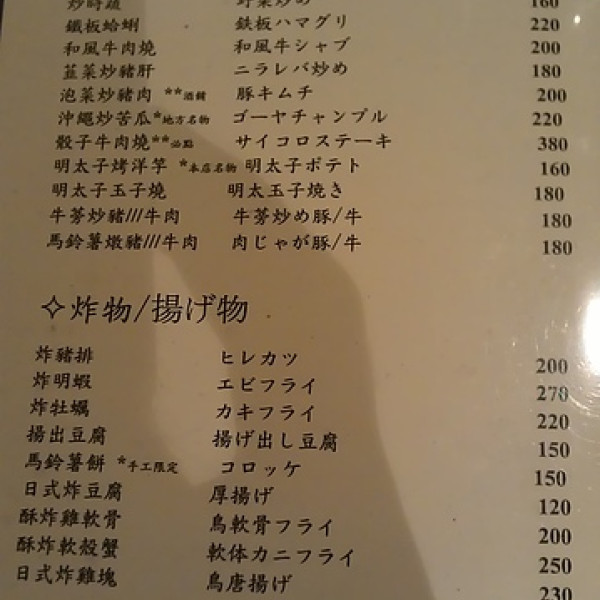 炒時蔬 野菜炒め 160
鐵板蛤蜊 鉄板ハマグリ 220
和風牛肉燒 和風牛シャブ 200
韮菜炒豬肝 ニラレバ炒め 180
泡菜炒豬肉 **酒餚 豚キムチ 200
沖繩炒苦瓜*地方名物 ゴーヤチャンプル 220
骰子牛肉燒**必點 サイコロステーキ 380
明太子烤洋芋 *本店名物 明太子ポテト 160
明太子玉子燒 明太玉子焼き 180
牛芳炒豬///牛肉 牛芳炒め豚/牛 180
馬鈴薯燉豬///牛肉 肉じゃが豚/牛 180
✧炸物/揚げ物
炸豬排 ヒレカツ 200
炸明蝦 エビフライ 270
炸牡蠣 カキフライ 220
揚出豆腐 揚げ出し豆腐 150
馬鈴薯餅 *手工限定 コロッケ 150
日式炸豆腐 厚揚げ 120
酥炸雞軟骨 鳥軟骨フライ 200
酥炸軟殼蟹 軟体カニフライ 250
日式炸雞塊 鳥唐揚げ 230